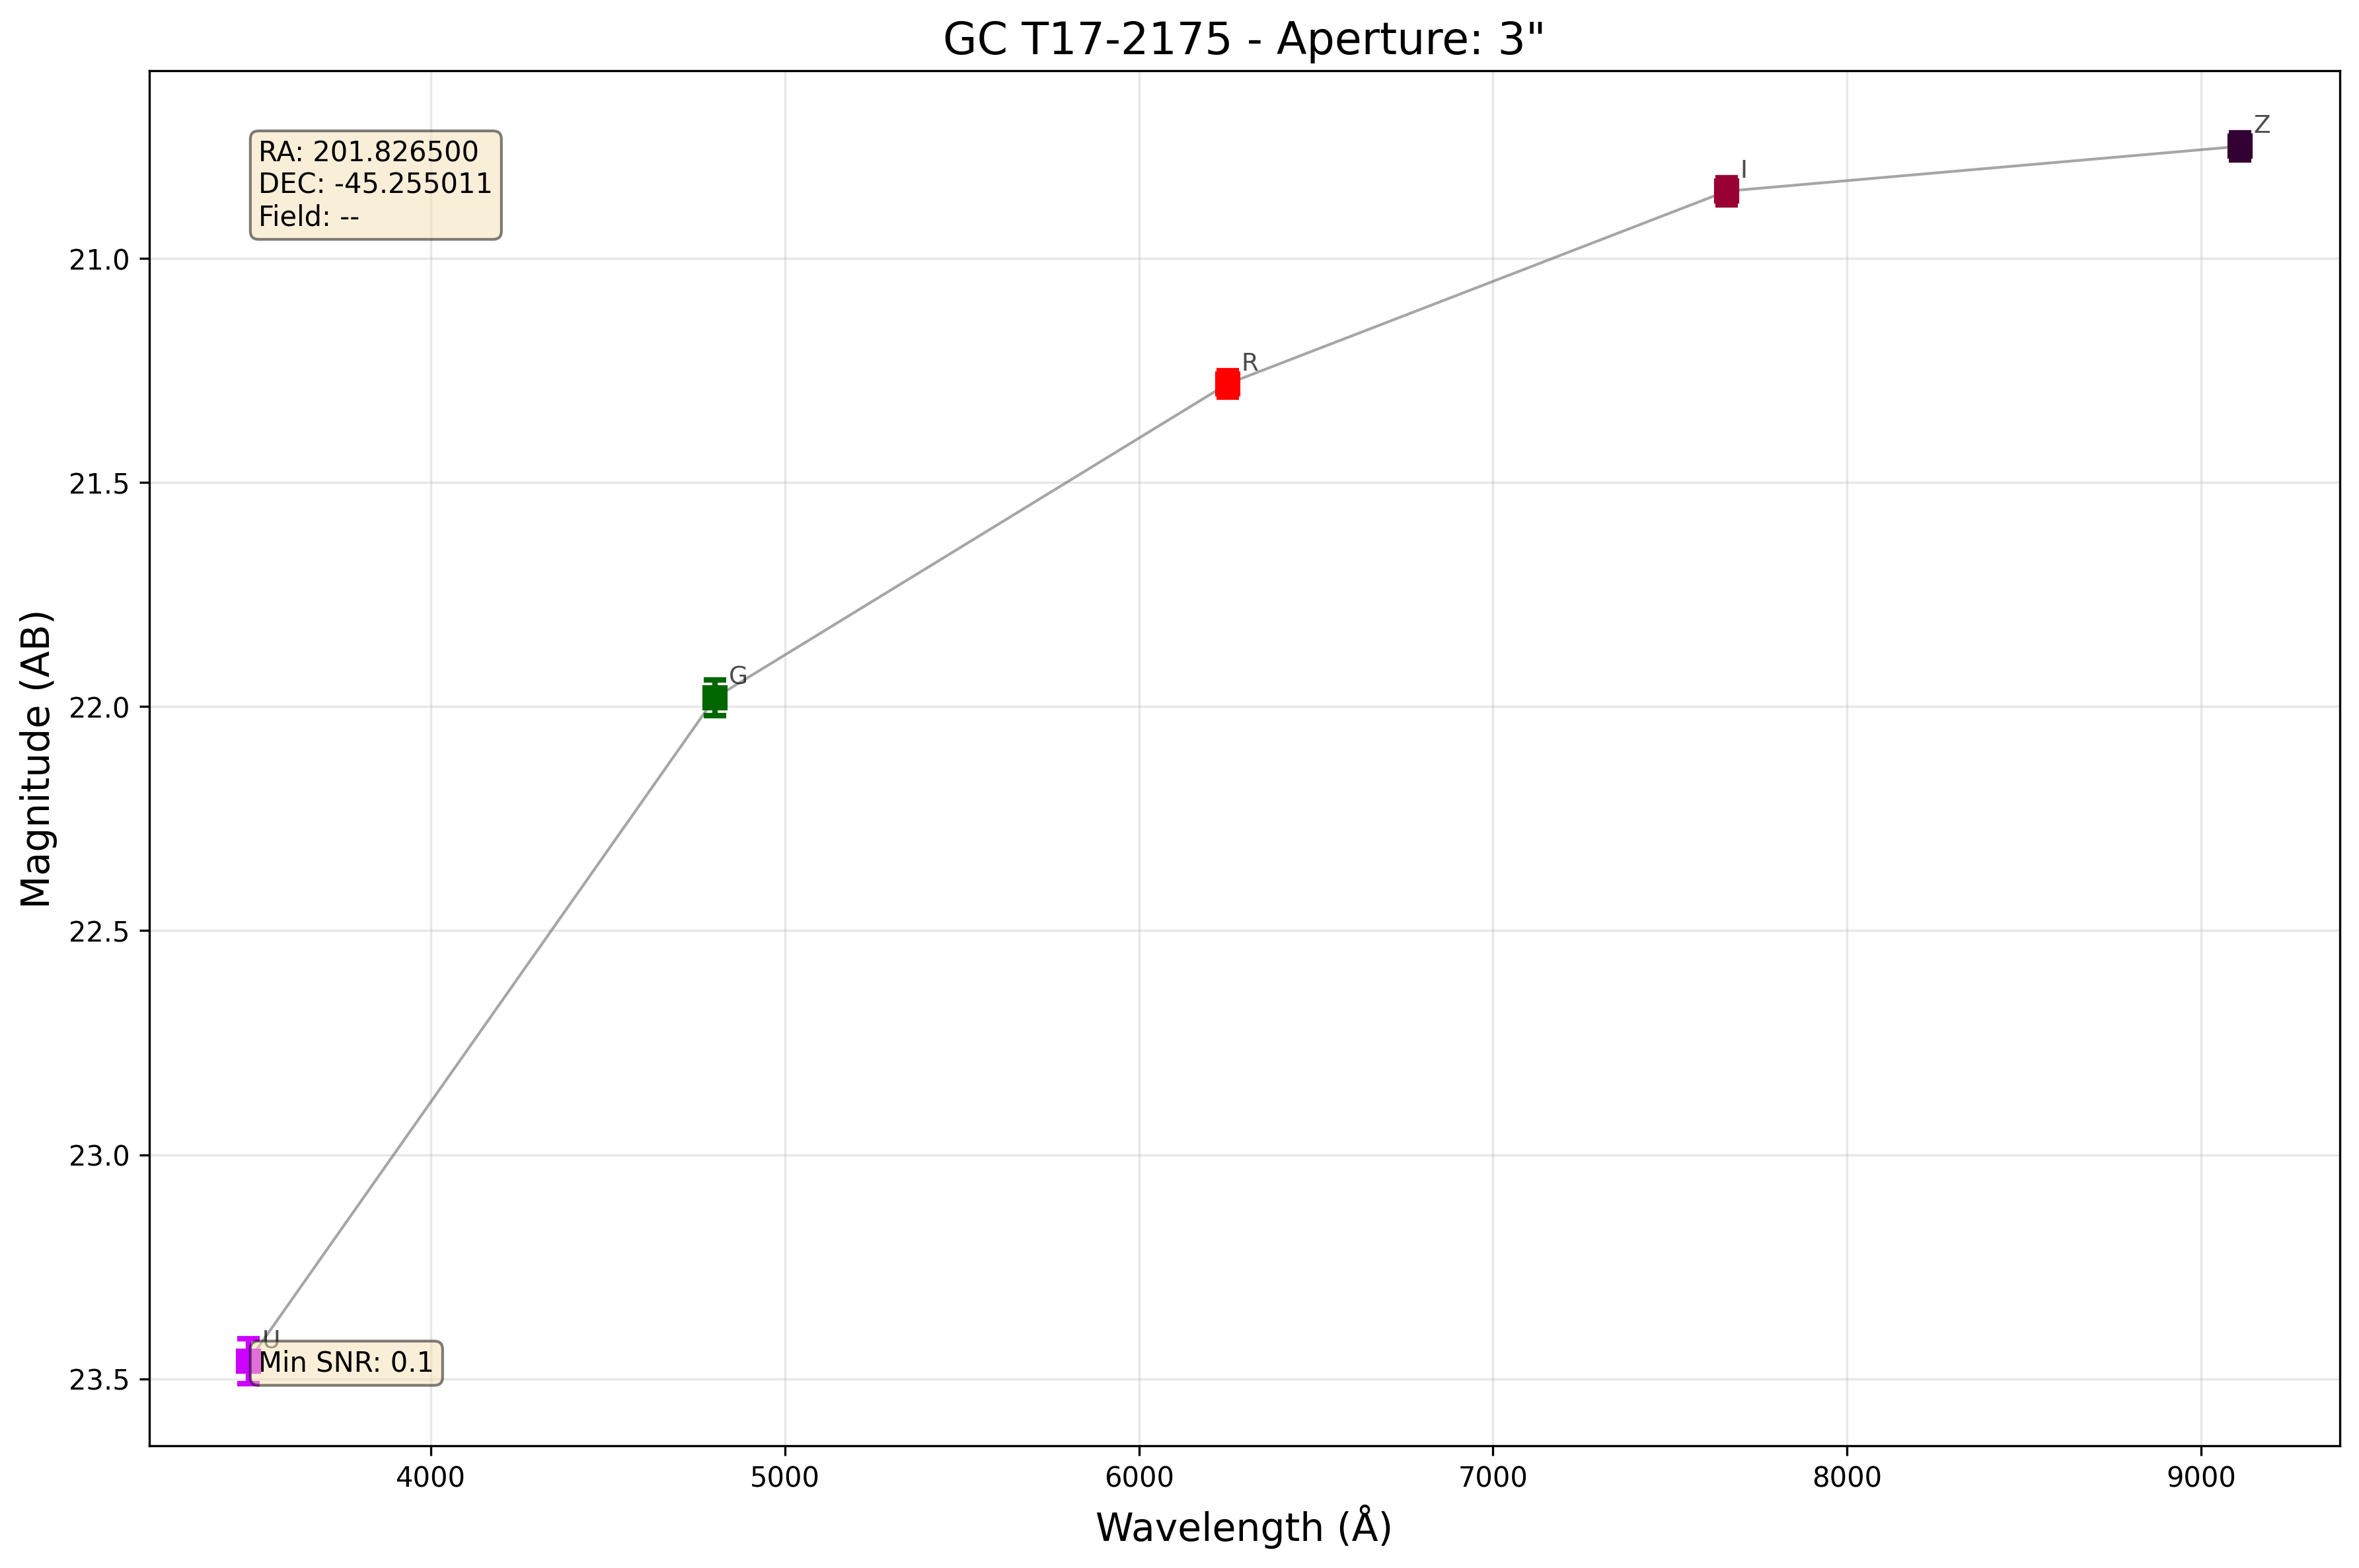 GC T17-2175 - Aperture: 3"
RA: 201.826500
DEC: -45.255011
Field: --
Z
I
R
G
U
Min SNR: 0.1
21.0
21.5
22.0
22.5
23.0
23.5
Magnitude (AB)
4000 5000 6000 7000 8000 9000
Wavelength (Å)